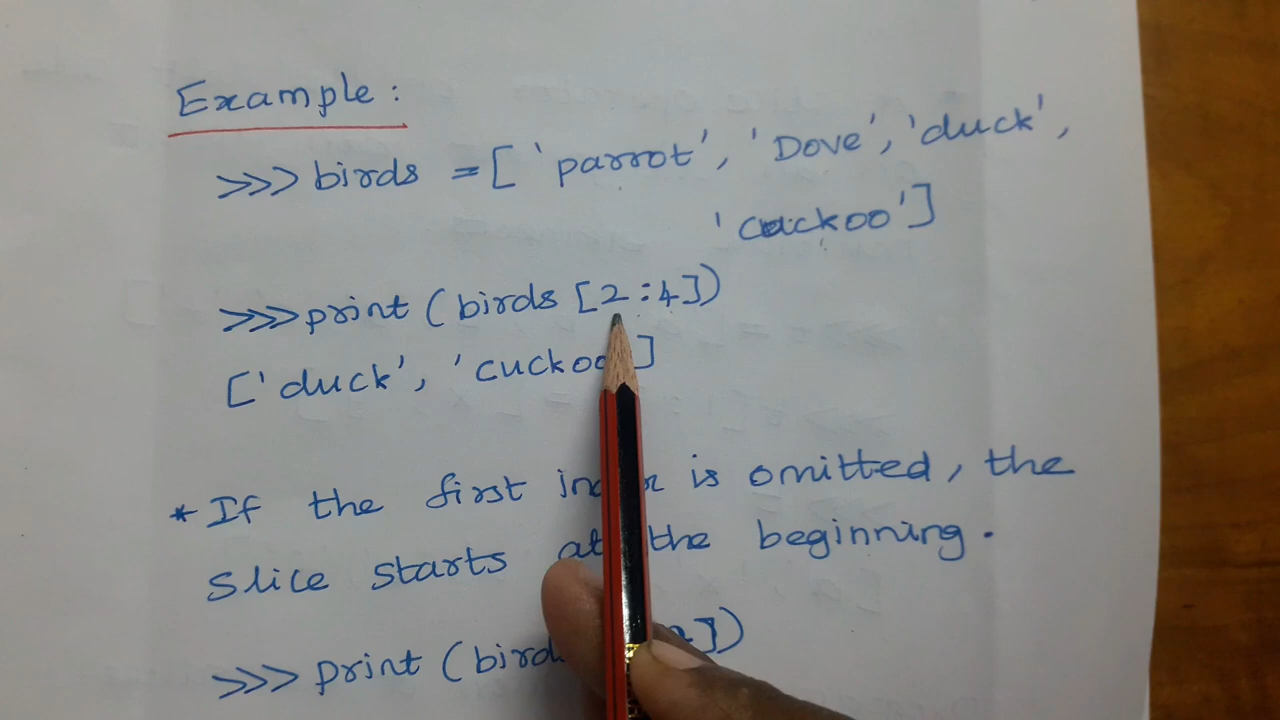 Example:
>>> birds = ['parrot', 'Dove', 'duck',
'cuckoo']
>>> print (birds [2:4])
['duck', 'cuckoo']
* If the first is omitted, the
Slice starts at the beginning.
>>> print (